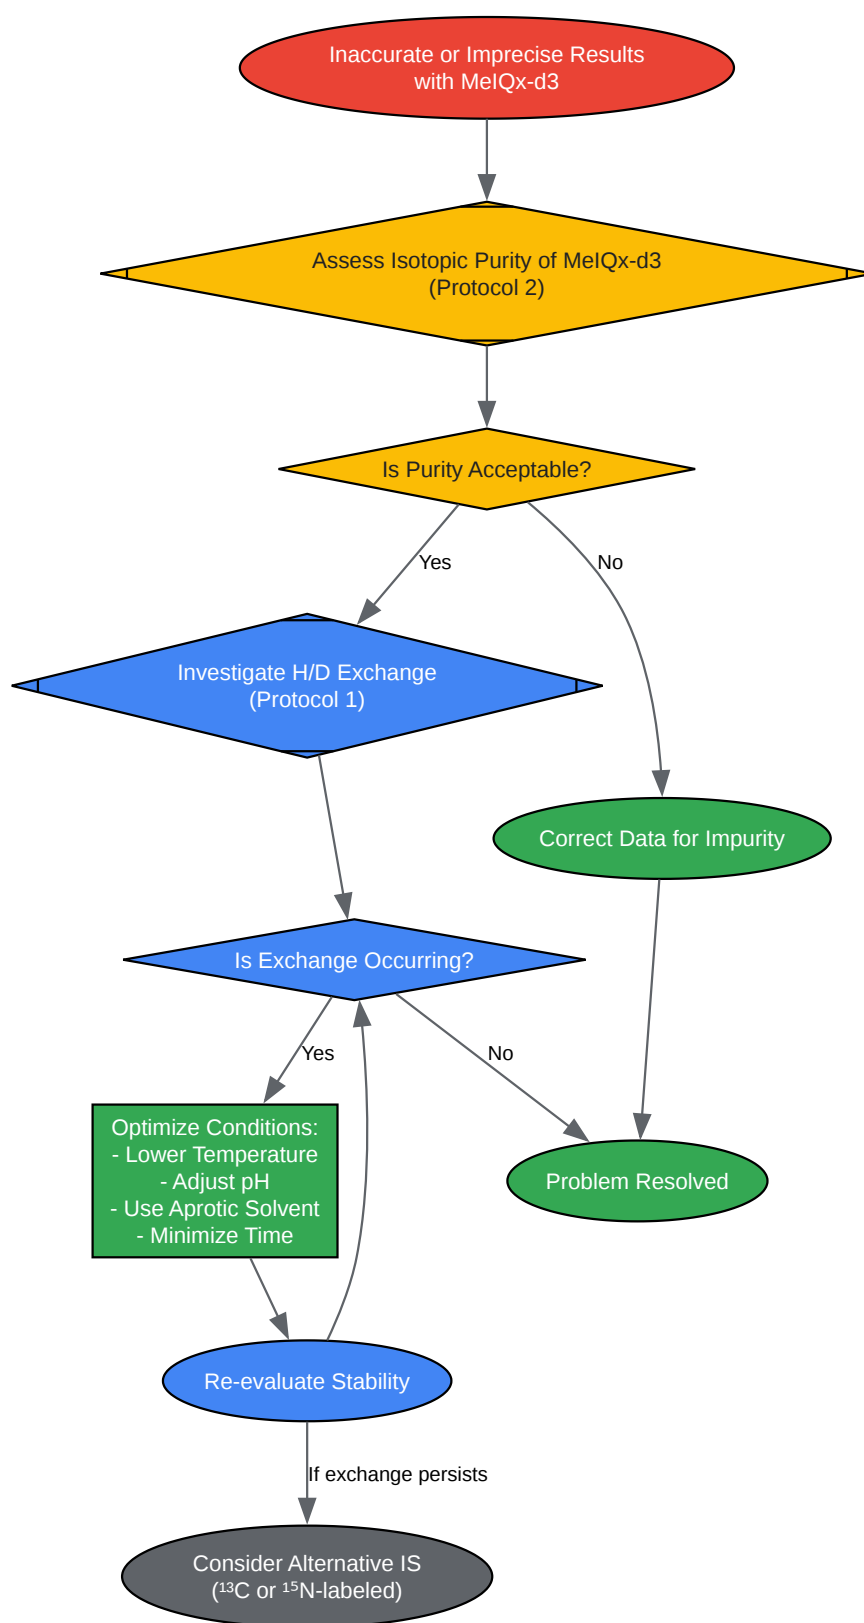 Inaccurate or Imprecise Results
with MeIQx-d3
Assess Isotopic Purity of MeIQx-d3
(Protocol 2)
Is Purity Acceptable?
Yes
No
Investigate H/D Exchange
(Protocol 1)
Correct Data for Impurity
Is Exchange Occurring?
Yes
No
Optimize Conditions:
- Lower Temperature
- Adjust pH
- Use Aprotic Solvent
- Minimize Time
Problem Resolved
Re-evaluate Stability
If exchange persists
Consider Alternative IS
(¹³C or ¹⁵N-labeled)